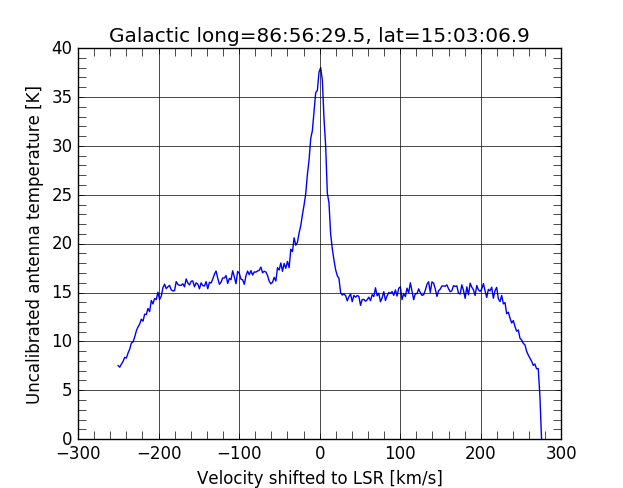 Galactic long=86:56:29.5, lat=15:03:06.9
Uncalibrated antenna temperature [K]
40
35
30
25
20
15
10
5
0
−300 −200 −100 0 100 200 300
Velocity shifted to LSR [km/s]